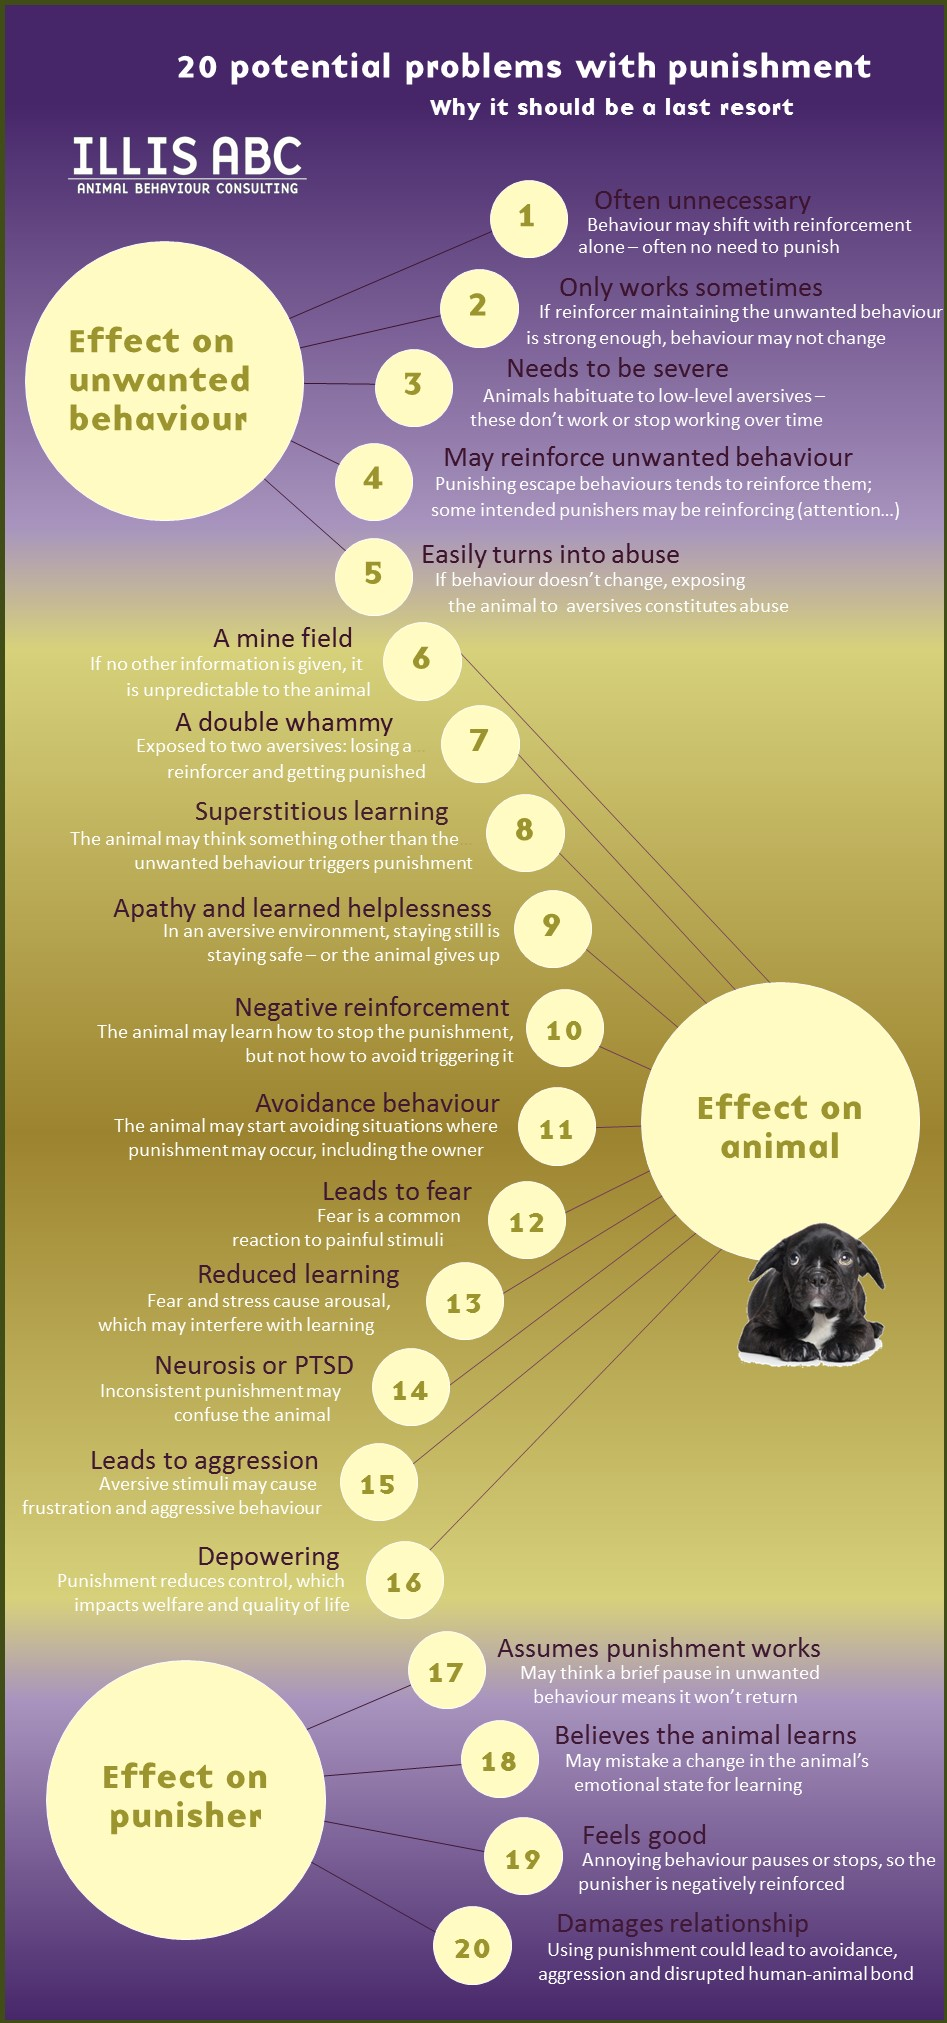 20 potential problems with punishment
Why it should be a last resort
ILLIS ABC
ANIMAL BEHAVIOUR CONSULTING
Effect on
unwanted
behaviour
1
Often unnecessary
Behaviour may shift with reinforcement
alone – often no need to punish
2
Only works sometimes
If reinforcer maintaining the unwanted behaviour
is strong enough, behaviour may not change
3
Needs to be severe
Animals habituate to low-level aversives –
these don't work or stop working over time
4
May reinforce unwanted behaviour
Punishing escape behaviours tends to reinforce them;
some intended punishers may be reinforcing (attention...)
5
Easily turns into abuse
If behaviour doesn't change, exposing
the animal to aversives constitutes abuse
Effect on
animal
6
A mine field
If no other information is given, it
is unpredictable to the animal
7
A double whammy
Exposed to two aversives: losing a
reinforcer and getting punished
8
Superstitious learning
The animal may think something other than the
unwanted behaviour triggers punishment
9
Apathy and learned helplessness
In an aversive environment, staying still is
staying safe – or the animal gives up
10
Negative reinforcement
The animal may learn how to stop the punishment,
but not how to avoid triggering it
11
Avoidance behaviour
The animal may start avoiding situations where
punishment may occur, including the owner
12
Leads to fear
Fear is a common
reaction to painful stimuli
13
Reduced learning
Fear and stress cause arousal,
which may interfere with learning
14
Neurosis or PTSD
Inconsistent punishment may
confuse the animal
15
Leads to aggression
Aversive stimuli may cause
frustration and aggressive behaviour
16
Depowering
Punishment reduces control, which
impacts welfare and quality of life
Effect on
punisher
17
Assumes punishment works
May think a brief pause in unwanted
behaviour means it won't return
18
Believes the animal learns
May mistake a change in the animal's
emotional state for learning
19
Feels good
Annoying behaviour pauses or stops, so the
punisher is negatively reinforced
20
Damages relationship
Using punishment could lead to avoidance,
aggression and disrupted human-animal bond